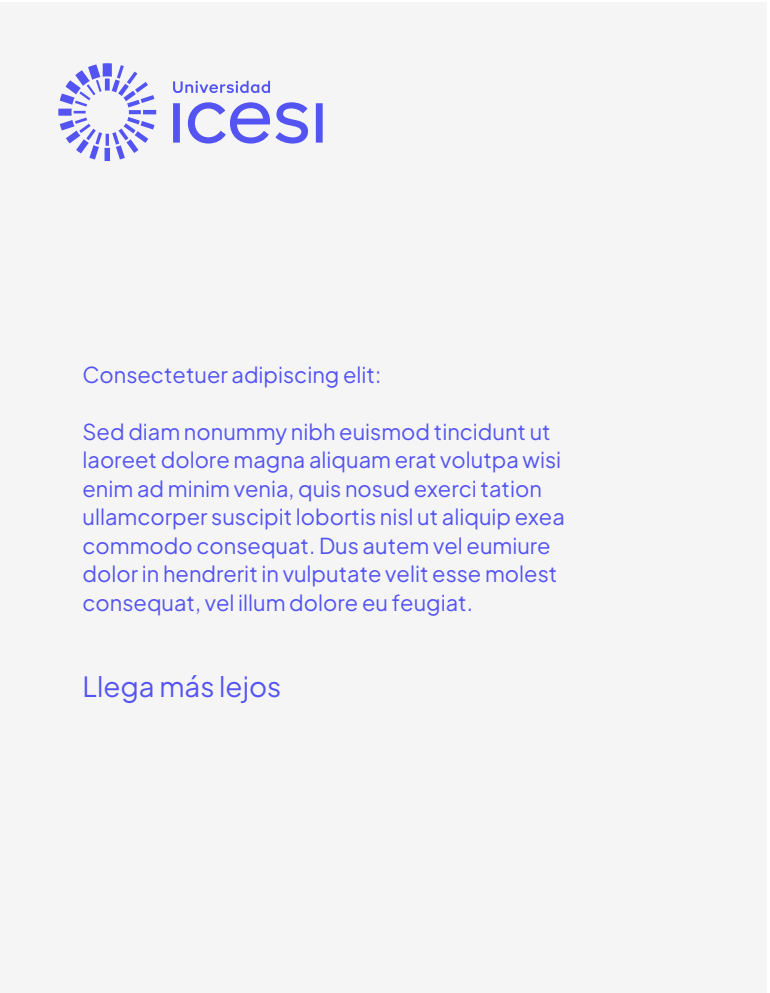 Universidad
icesi
Consectetuer adipiscing elit:
Sed diam nonummy nibh euismod tincidunt ut
laoreet dolore magna aliquam erat volutpa wisi
enim ad minim venia, quis nosud exerci tation
ullamcorper suscipit lobortis nisl ut aliquip exea
commodo consequat. Dus autem vel eumiure
dolor in hendrerit in vulputate velit esse molest
consequat, vel illum dolore eu feugiat.
Llega más lejos